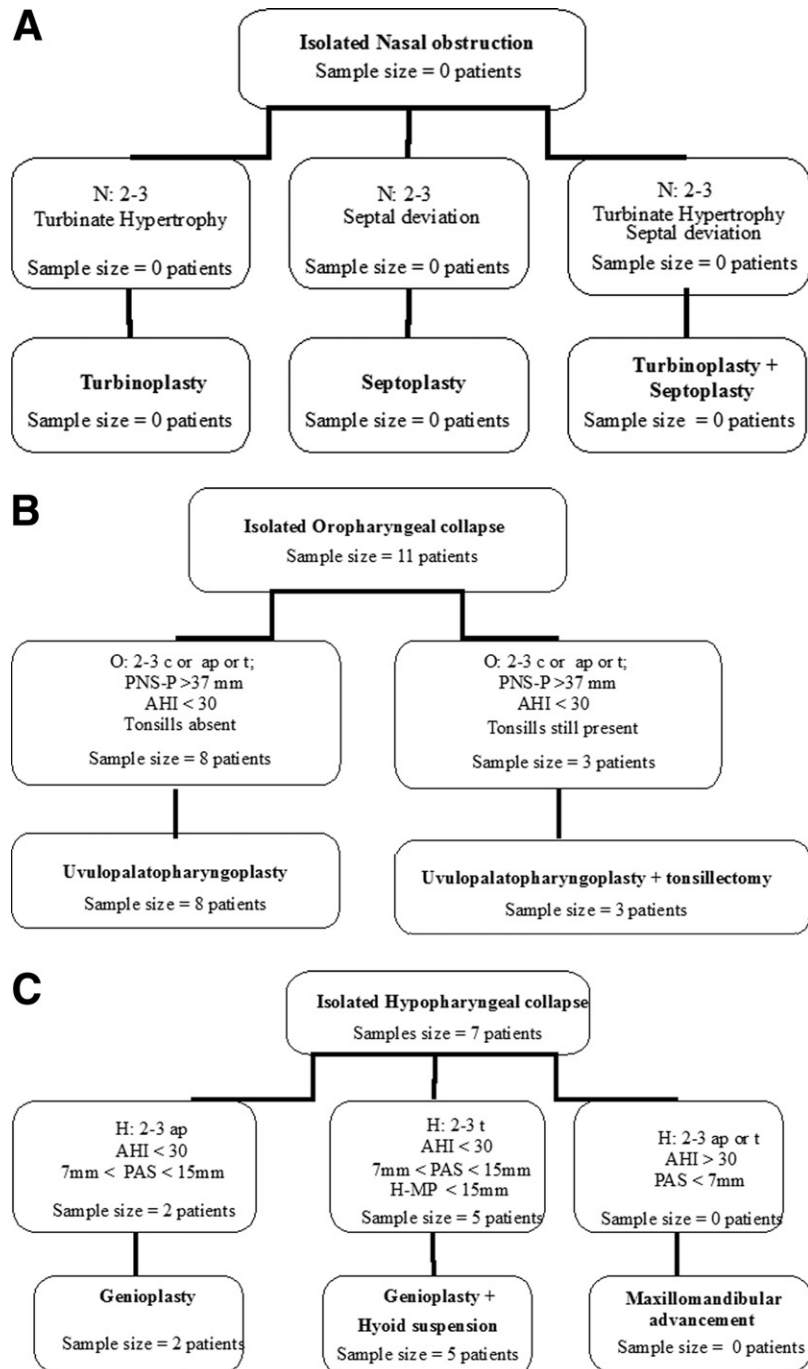 A
Isolated Nasal obstruction
Sample size = 0 patients
N: 2-3
Turbinate Hypertrophy
Sample size = 0 patients
N: 2-3
Septal deviation
Sample size = 0 patients
N: 2-3
Turbinate Hypertrophy
Septal deviation
Sample size = 0 patients
Turbinoplasty
Sample size = 0 patients
Septoplasty
Sample size = 0 patients
Turbinoplasty +
Septoplasty
Sample size = 0 patients
B
Isolated Oropharyngeal collapse
Sample size = 11 patients
O: 2-3 c or ap or t;
PNS-P >37 mm
AHI < 30
Tonsills absent
Sample size = 8 patients
O: 2-3 c or ap or t;
PNS-P >37 mm
AHI < 30
Tonsills still present
Sample size = 3 patients
Uvulopalatopharyngoplasty
Sample size = 8 patients
Uvulopalatopharyngoplasty + tonsillectomy
Sample size = 3 patients
C
Isolated Hypopharyngeal collapse
Samples size = 7 patients
H: 2-3 ap
AHI < 30
7mm < PAS < 15mm
Sample size = 2 patients
H: 2-3 t
AHI < 30
7mm < PAS < 15mm
H-MP < 15mm
Sample size = 5 patients
H: 2-3 ap or t
AHI > 30
PAS < 7mm
Sample size = 0 patients
Genioplasty
Sample size = 2 patients
Genioplasty +
Hyoid suspension
Sample size = 5 patients
Maxillomandibular
advancement
Sample size = 0 patients